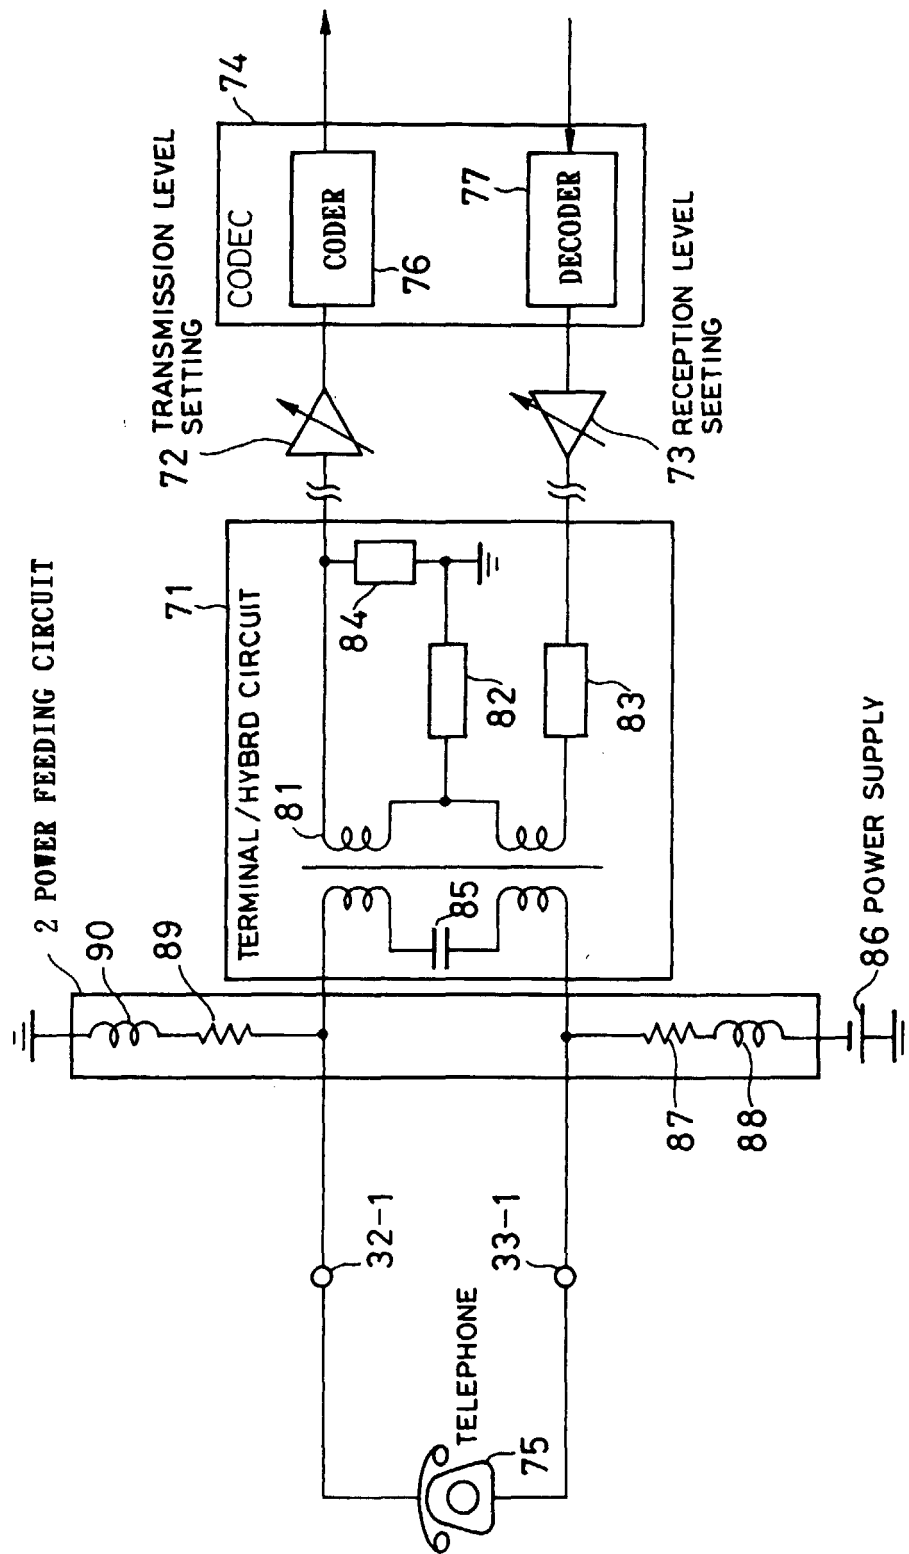 2 POWER FEEDING CIRCUIT
90
89
87
88
86 POWER SUPPLY
32-1
33-1
TELEPHONE
75
71
TERMINAL/HYBRD CIRCUIT
81
85
84
82
83
72 TRANSMISSION LEVEL
SETTING
73 RECEPTION LEVEL
SEETING
74
CODEC
CODER
76
77
DECODER